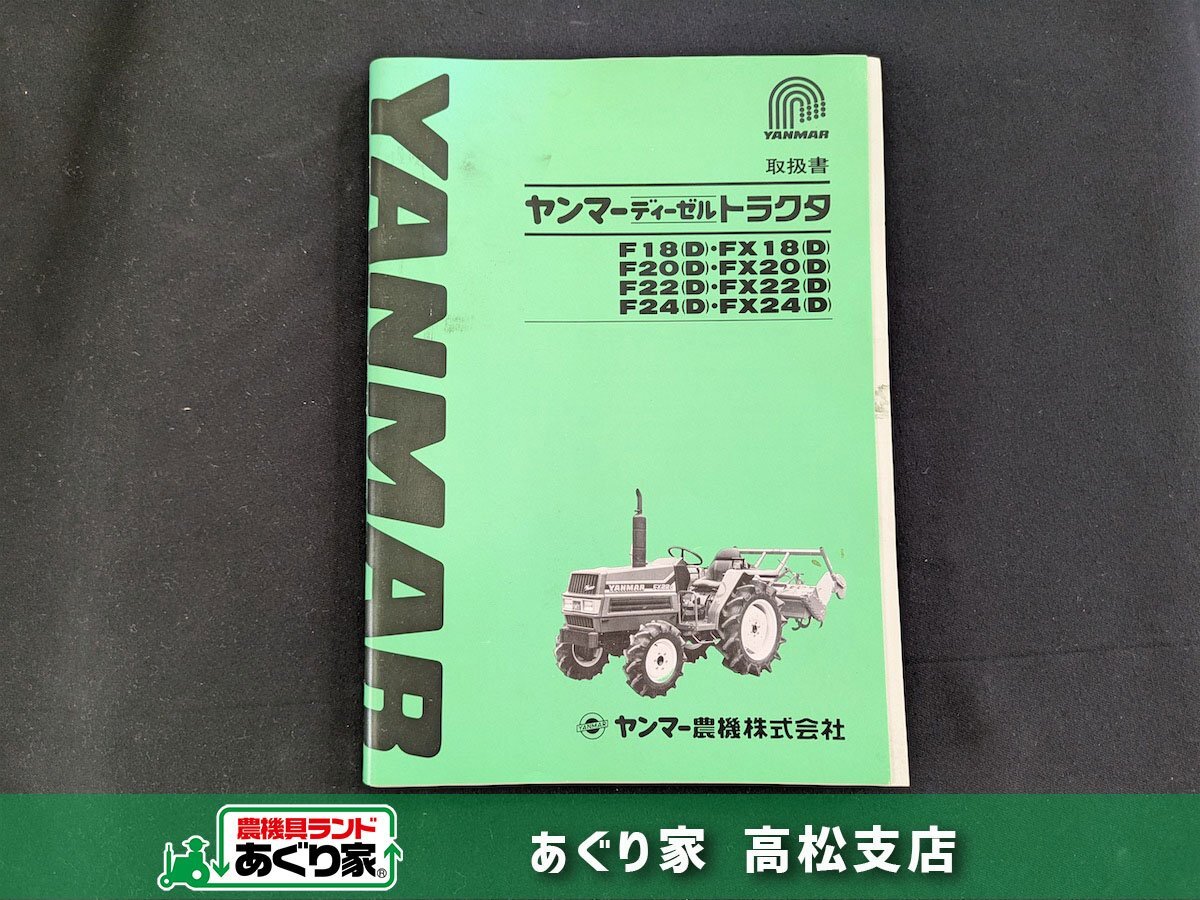 YANMAR
YANMAR
取扱書
ヤンマーディーゼルトラクタ
F18(D)・FX18(D)
F20(D)・FX20(D)
F22(D)・FX22(D)
F24(D)・FX24(D)
YANMAR
YANMAR
ヤンマー農機株式会社
農機具ランド
あぐり家®
あぐり家 高松支店